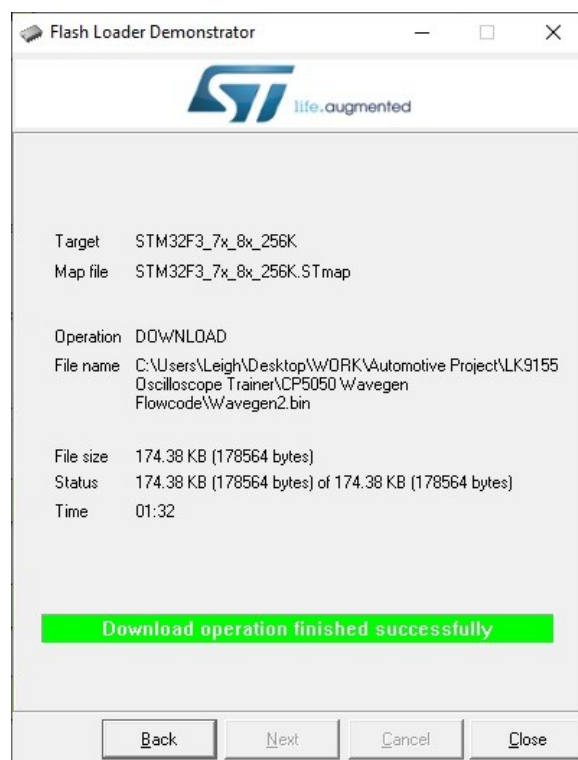 Flash Loader Demonstrator
ST life.augmented
Target STM32F3_7x_8x_256K
Map file STM32F3_7x_8x_256K.STmap
Operation DOWNLOAD
File name C:\Users\Leigh\Desktop\WORK\Automotive Project\LK9155
Oscilloscope Trainer\CP5050 Wavegen
Flowcode\Wavegen2.bin
File size 174.38 KB (178564 bytes)
Status 174.38 KB (178564 bytes) of 174.38 KB (178564 bytes)
Time 01:32
Download operation finished successfully
Back Next Cancel Close